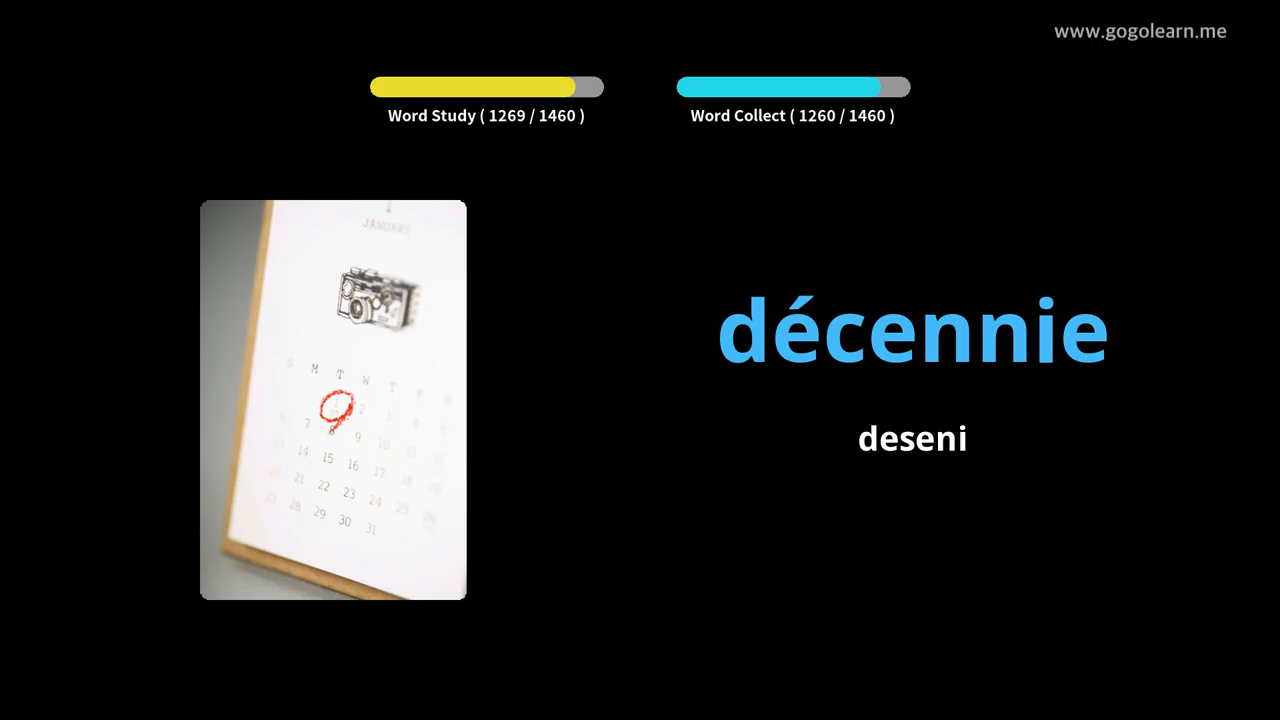 www.gogolearn.me
Word Study ( 1269 / 1460 )
Word Collect ( 1260 / 1460 )
JANUARY
M T W T
7 8 9 10
14 15 16 17
21 22 23 24
28 29 30 31
décennie
deseni